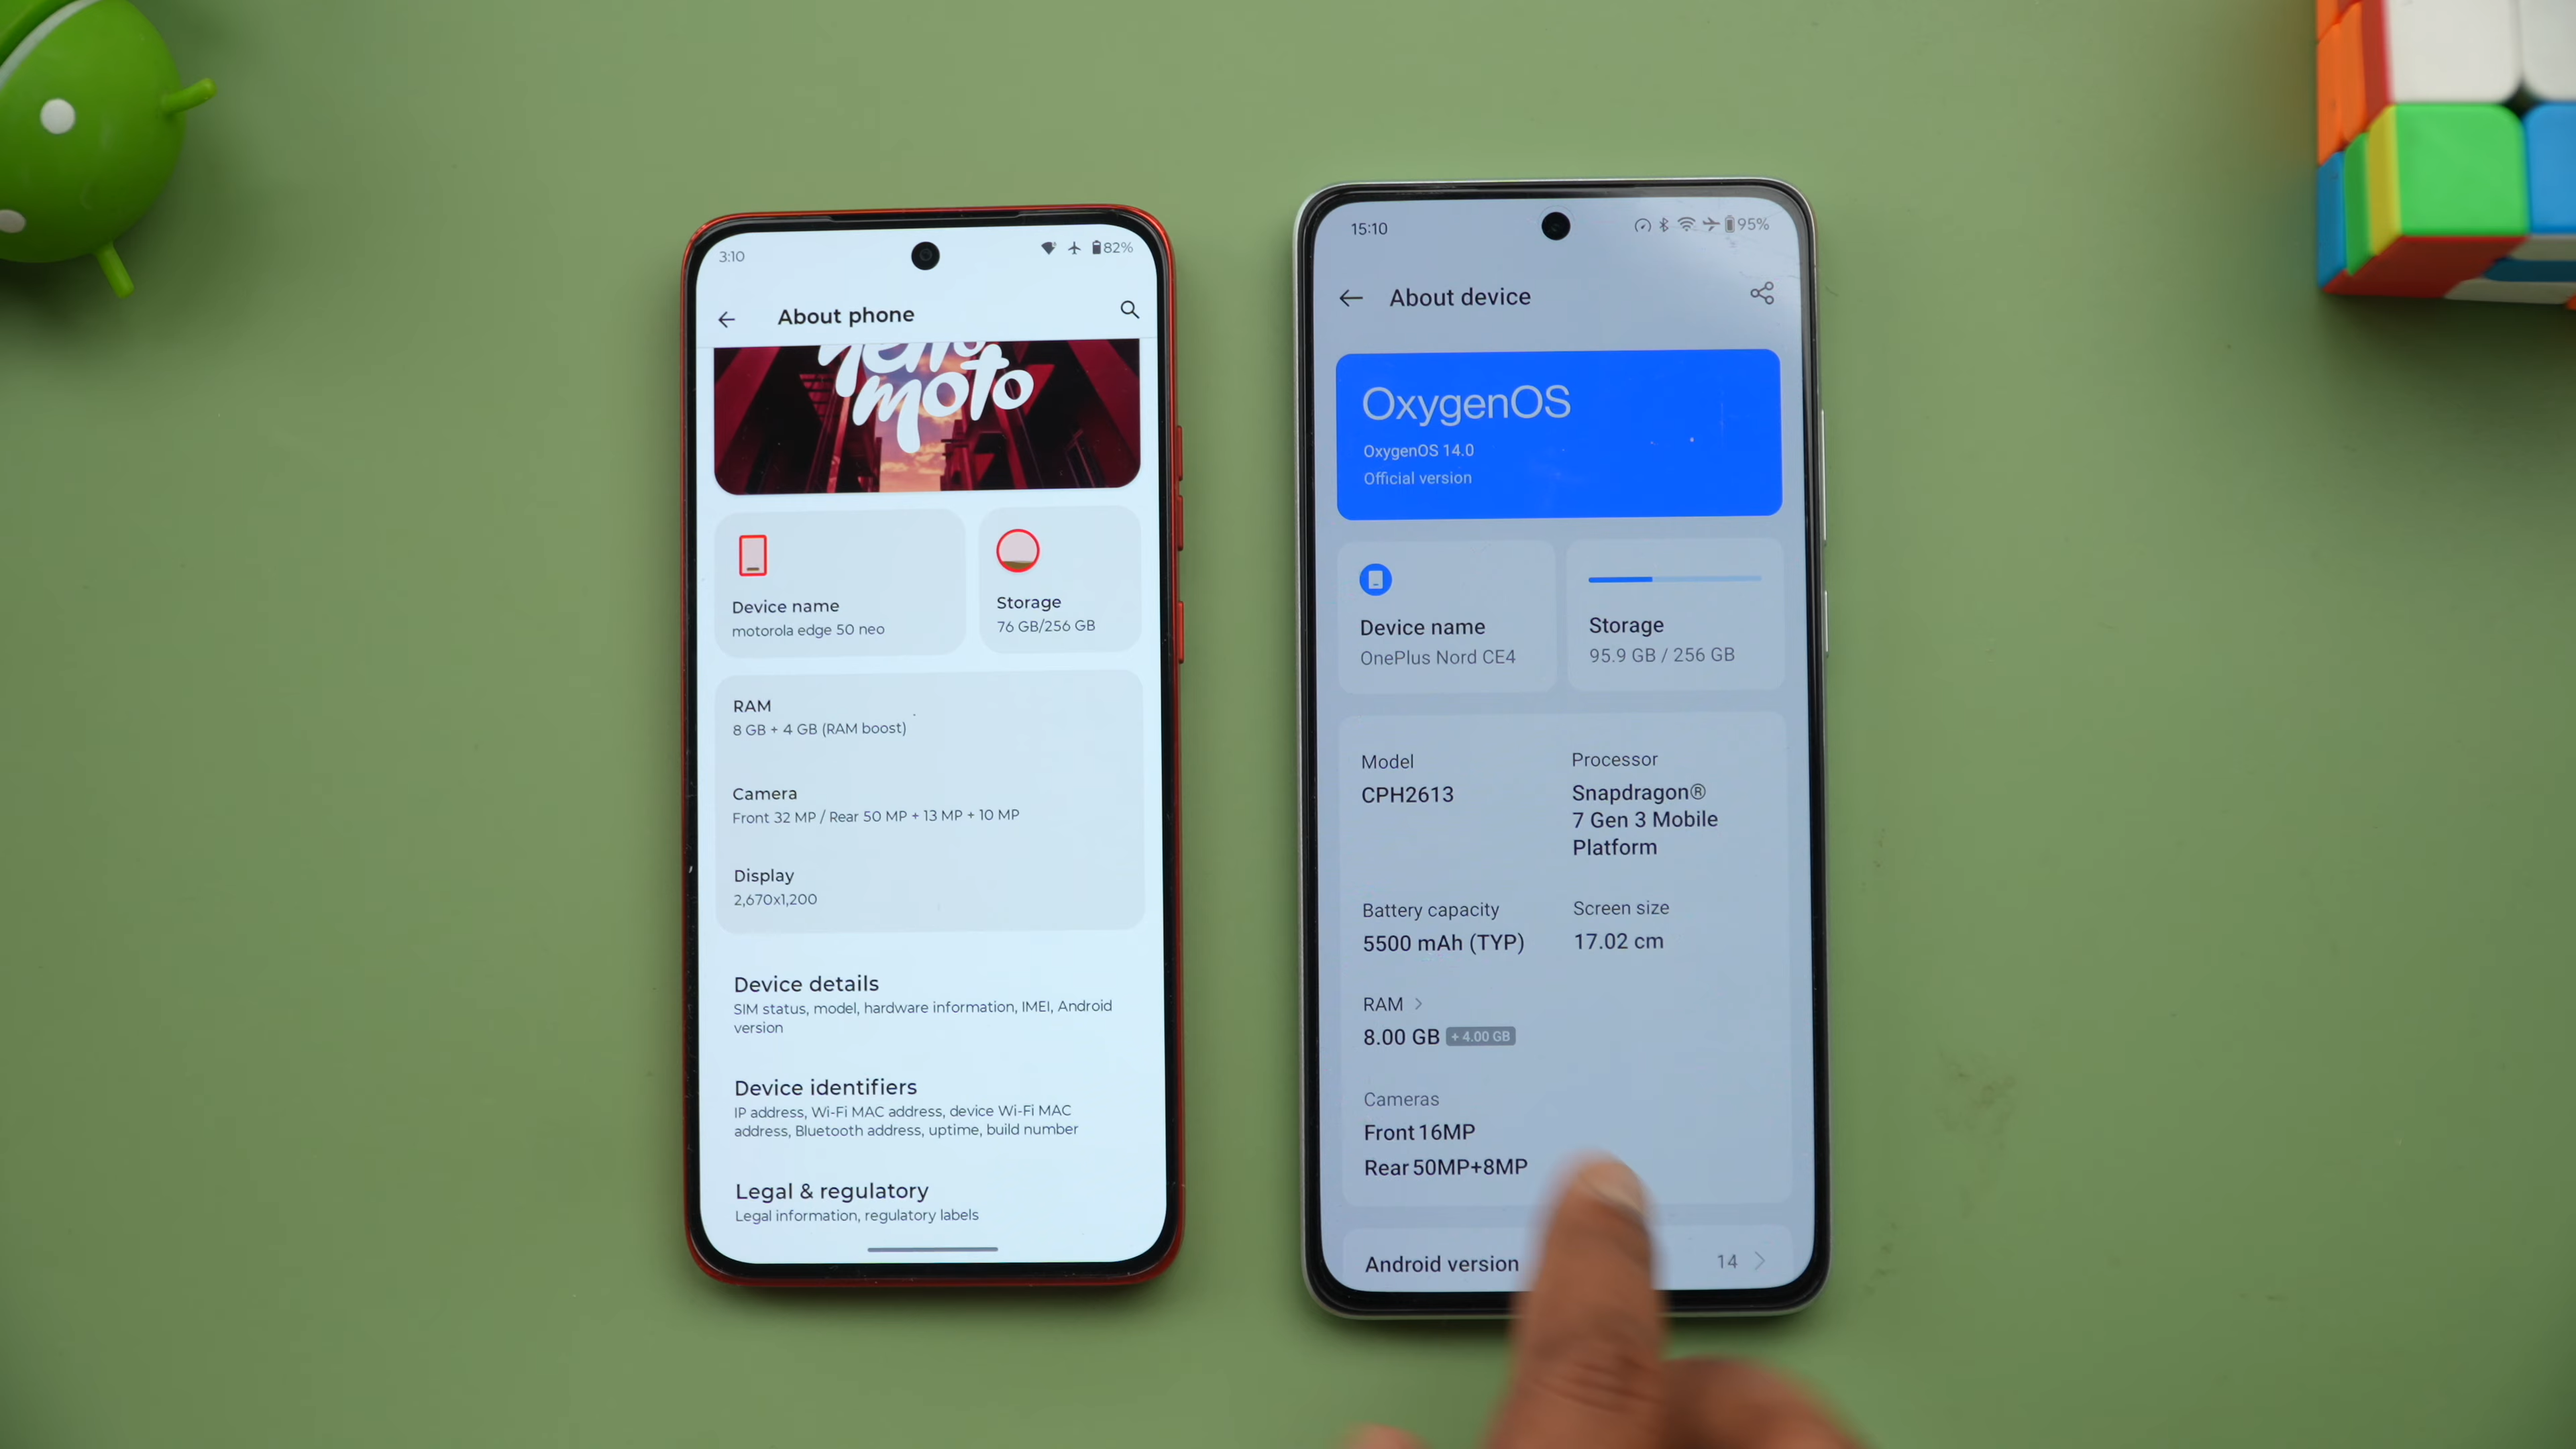 3:10
82%
About phone
moto
Device name
motorola edge 50 neo
Storage
76 GB/256 GB
RAM
8 GB + 4 GB (RAM boost)
Camera
Front 32 MP / Rear 50 MP + 13 MP + 10 MP
Display
2,670x1,200
Device details
SIM status, model, hardware information, IMEI, Android
version
Device identifiers
IP address, Wi-Fi MAC address, device Wi-Fi MAC
address, Bluetooth address, uptime, build number
Legal & regulatory
Legal information, regulatory labels
15:10
95%
About device
OxygenOS
OxygenOS 14.0
Official version
Device name
OnePlus Nord CE4
Storage
95.9 GB / 256 GB
Model
CPH2613
Processor
Snapdragon®
7 Gen 3 Mobile
Platform
Battery capacity
5500 mAh (TYP)
Screen size
17.02 cm
RAM >
8.00 GB + 4.00 GB
Cameras
Front 16MP
Rear 50MP+8MP
Android version
14 >